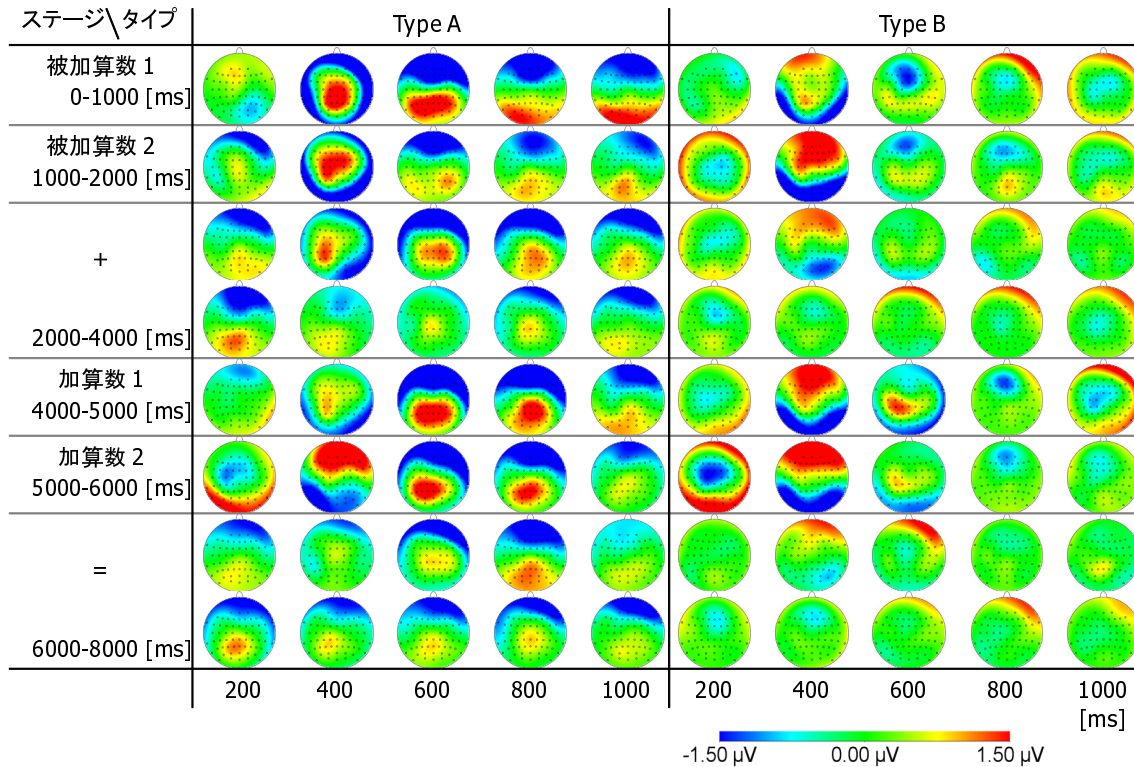 ステージ\タイプ Type A Type B
被加算数 1
0-1000 [ms]
被加算数 2
1000-2000 [ms]
+
2000-4000 [ms]
加算数 1
4000-5000 [ms]
加算数 2
5000-6000 [ms]
=
6000-8000 [ms]
200 400 600 800 1000 200 400 600 800 1000
[ms]
-1.50 μV 0.00 μV 1.50 μV